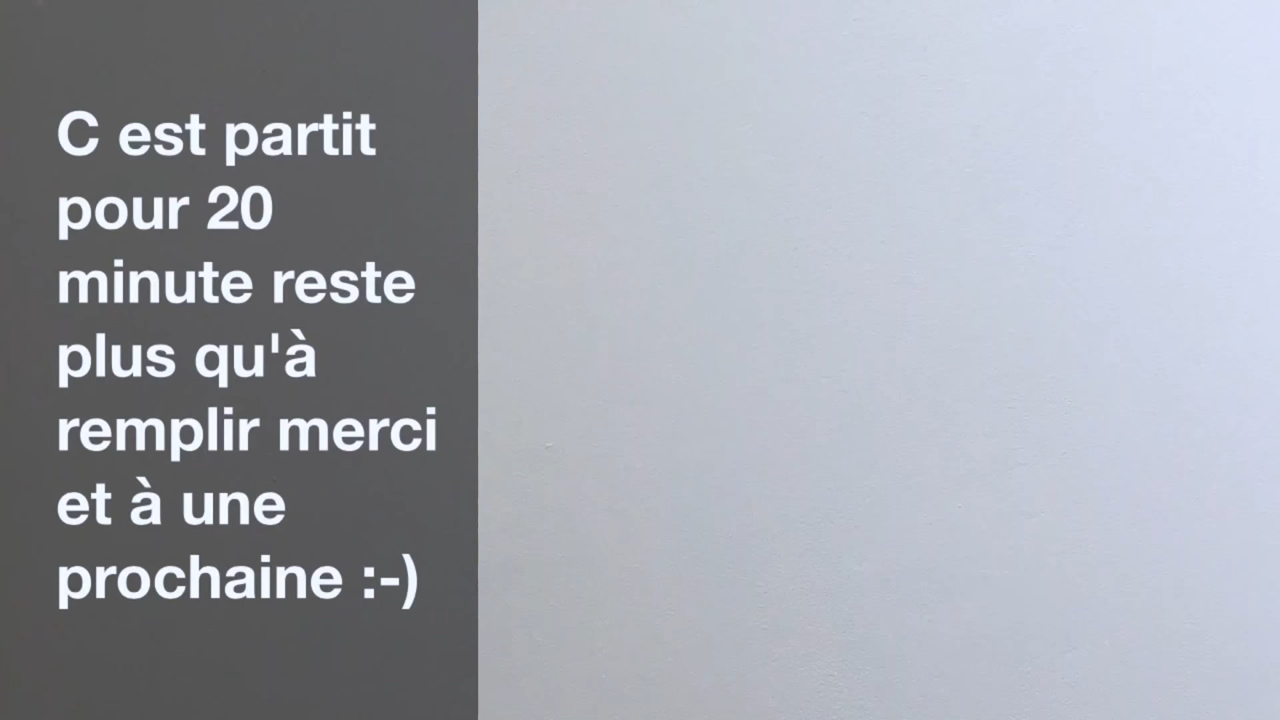 C est partit
pour 20
minute reste
plus qu'à
remplir merci
et à une
prochaine :-)